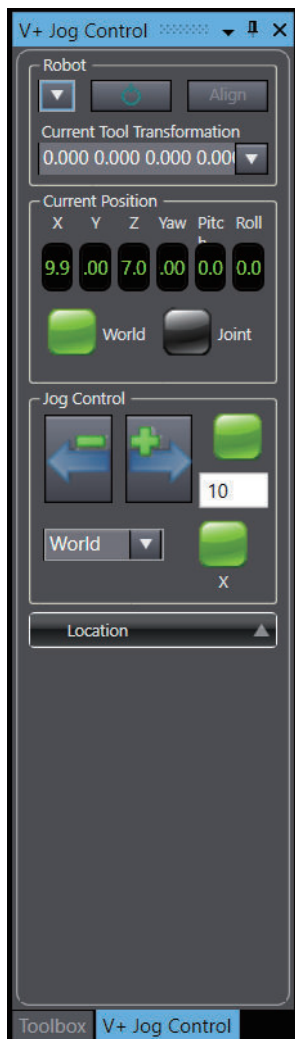 V+ Jog Control
Robot
Align
Current Tool Transformation
0.000 0.000 0.000 0.00
Current Position
X Y Z Yaw Pitc Roll
9.9 .00 7.0 .00 0.0 0.0
World Joint
Jog Control
10
World
X
Location
Toolbox V+ Jog Control